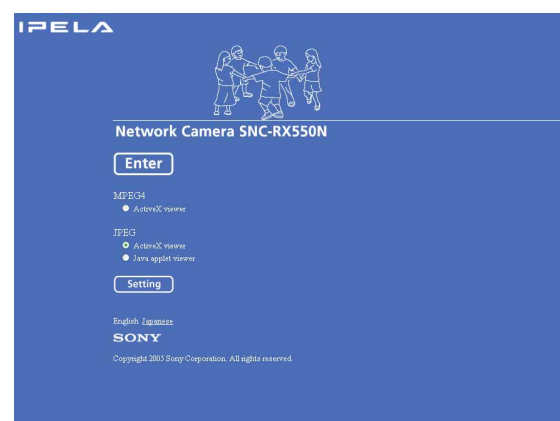 IPELA
Network Camera SNC-RX550N
Enter
MPEG4
ActiveX viewer
JPEG
ActiveX viewer
Java applet viewer
Setting
English Japanese
SONY
Copyright 2005 Sony Corporation. All rights reserved.